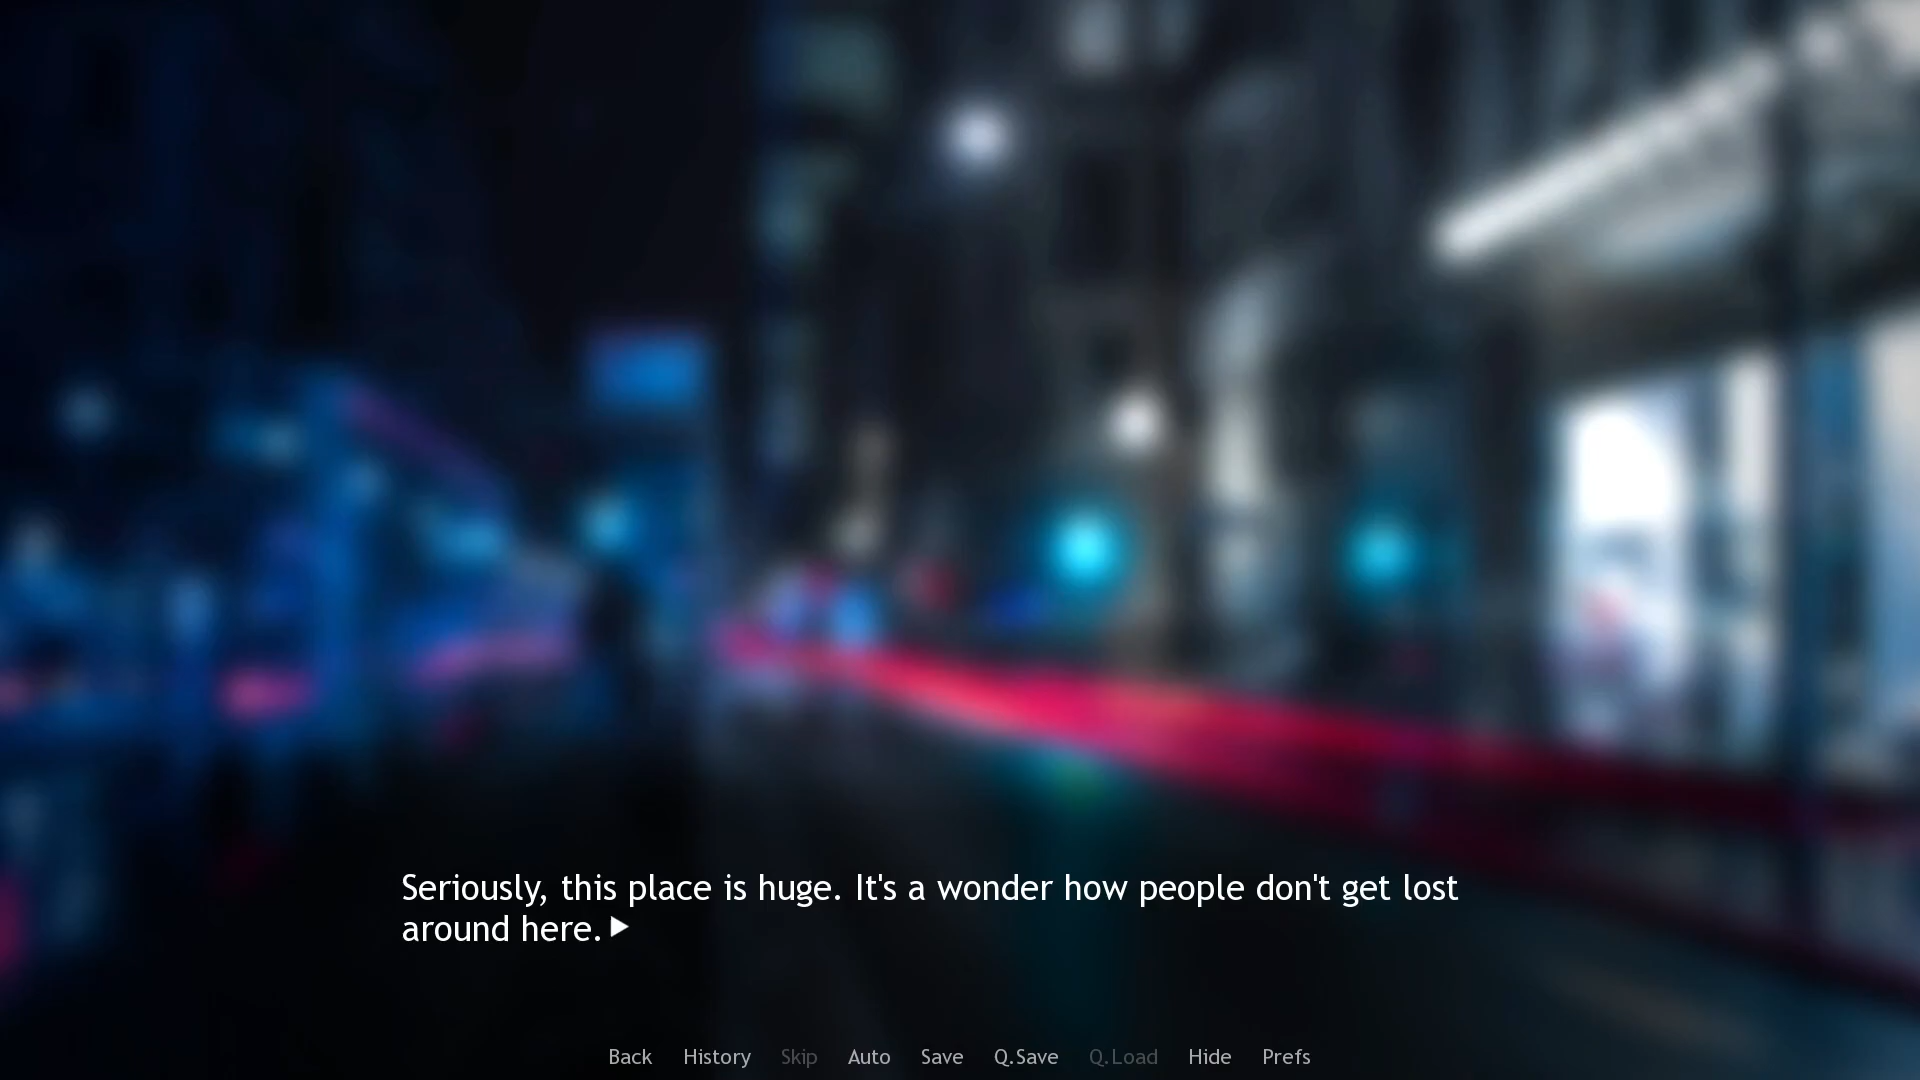 Seriously, this place is huge. It's a wonder how people don't get lost
around here.
Back History Skip Auto Save Q.Save Q.Load Hide Prefs